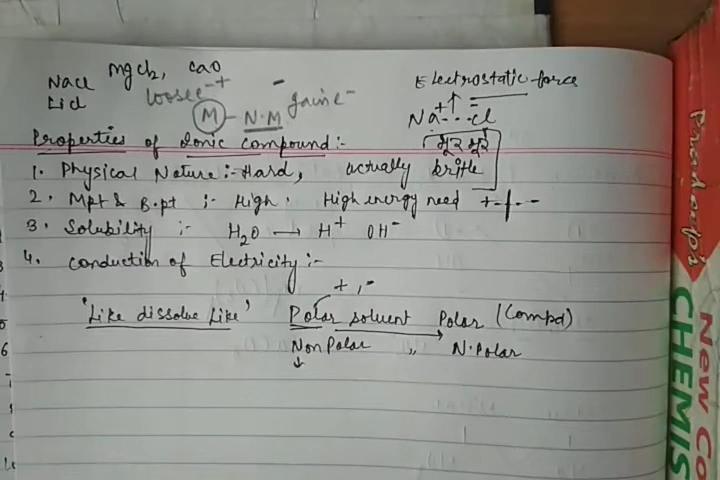 NaCl MgCl2, CaO
LiCl
loose e- + M - N.M - gain e-
Electrostatic force
Na+ ... Cl-
भूर भूरे
Properties of Ionic Compound :-
1. Physical Nature :- Hard, actually brittle
2. Mpt & B.pt ;- High. High energy need + - + - -
3. Solubility ;- H2O → H+ OH-
4. Conduction of Electricity :-
+ , -
'Like dissolve Like' Polar solvent Polar (Compd)
Non Polar ,, N.Polar
Pradeep's
New Co
CHEMIS